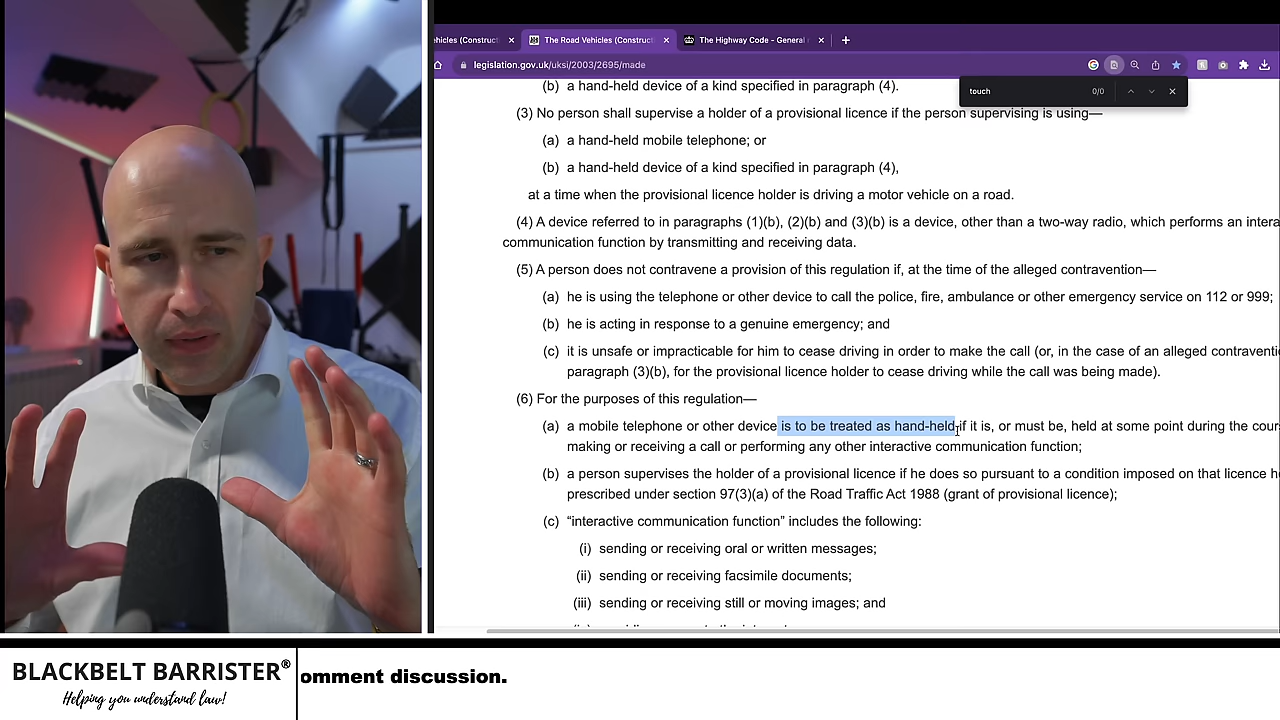 ehicles (Construct
The Road Vehicles (Construct
The Highway Code - General
legislation.gov.uk/uksi/2003/2695/made
touch
0/0
(b) a hand-held device of a kind specified in paragraph (4).
(3) No person shall supervise a holder of a provisional licence if the person supervising is using—
(a) a hand-held mobile telephone; or
(b) a hand-held device of a kind specified in paragraph (4),
at a time when the provisional licence holder is driving a motor vehicle on a road.
(4) A device referred to in paragraphs (1)(b), (2)(b) and (3)(b) is a device, other than a two-way radio, which performs an intera
communication function by transmitting and receiving data.
(5) A person does not contravene a provision of this regulation if, at the time of the alleged contravention—
(a) he is using the telephone or other device to call the police, fire, ambulance or other emergency service on 112 or 999;
(b) he is acting in response to a genuine emergency; and
(c) it is unsafe or impracticable for him to cease driving in order to make the call (or, in the case of an alleged contraventi
paragraph (3)(b), for the provisional licence holder to cease driving while the call was being made).
(6) For the purposes of this regulation—
(a) a mobile telephone or other device is to be treated as hand-held if it is, or must be, held at some point during the cour
making or receiving a call or performing any other interactive communication function;
(b) a person supervises the holder of a provisional licence if he does so pursuant to a condition imposed on that licence h
prescribed under section 97(3)(a) of the Road Traffic Act 1988 (grant of provisional licence);
(c) “interactive communication function” includes the following:
(i) sending or receiving oral or written messages;
(ii) sending or receiving facsimile documents;
(iii) sending or receiving still or moving images; and
BLACKBELT BARRISTER®
Helping you understand law!
omment discussion.